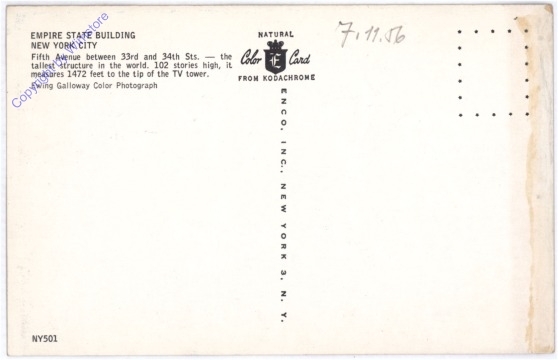 EMPIRE STATE BUILDING
NEW YORK CITY
Fifth Avenue between 33rd and 34th Sts. — the
tallest structure in the world. 102 stories high, it
measures 1472 feet to the tip of the TV tower.
Ewing Galloway Color Photograph
NATURAL
Color E Card
FROM KODACHROME
7.11.56
ENCO, INC., NEW YORK 3, N. Y.
NY501